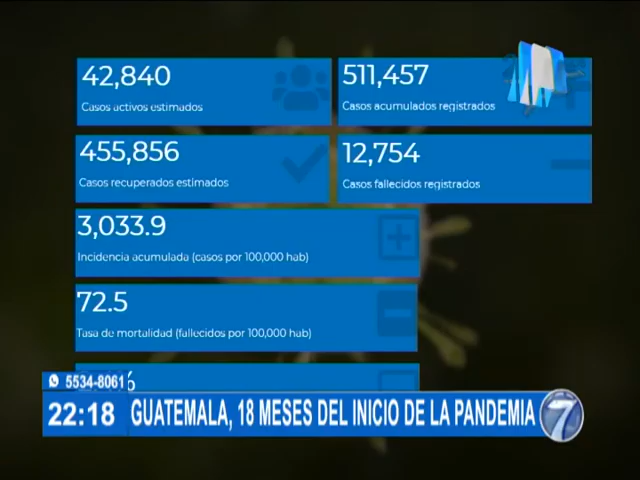 42,840
Casos activos estimados
511,457
Casos acumulados registrados
455,856
Casos recuperados estimados
12,754
Casos fallecidos registrados
3,033.9
Incidencia acumulada (casos por 100,000 hab)
72.5
Tasa de mortalidad (fallecidos por 100,000 hab)
5534-8061
22:18
GUATEMALA, 18 MESES DEL INICIO DE LA PANDEMIA
7